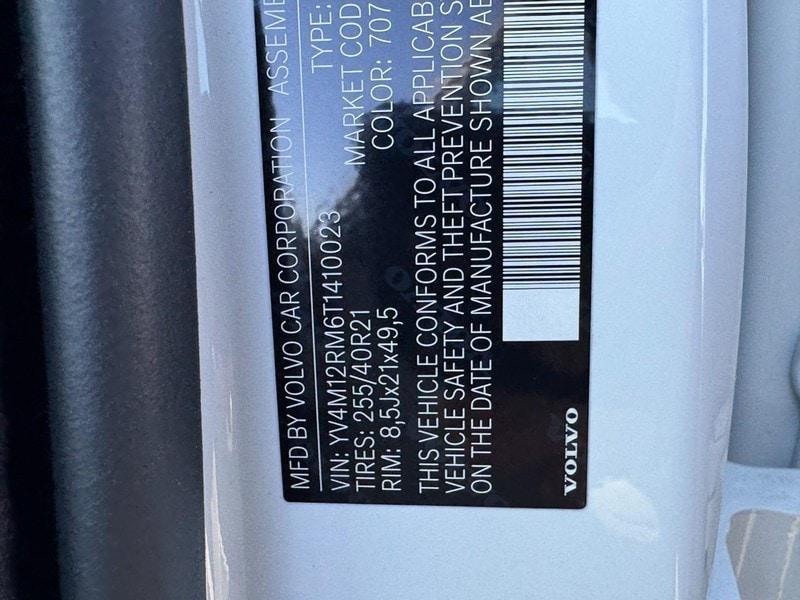 MFD BY VOLVO CAR CORPORATION ASSEMB
TYPE:
VIN: YV4M12RM6T1410023 MARKET COD
TIRES: 255/40R21 COLOR: 707
RIM: 8,5Jx21x49,5
THIS VEHICLE CONFORMS TO ALL APPLICAB
VEHICLE SAFETY AND THEFT PREVENTION S
ON THE DATE OF MANUFACTURE SHOWN AB
VOLVO